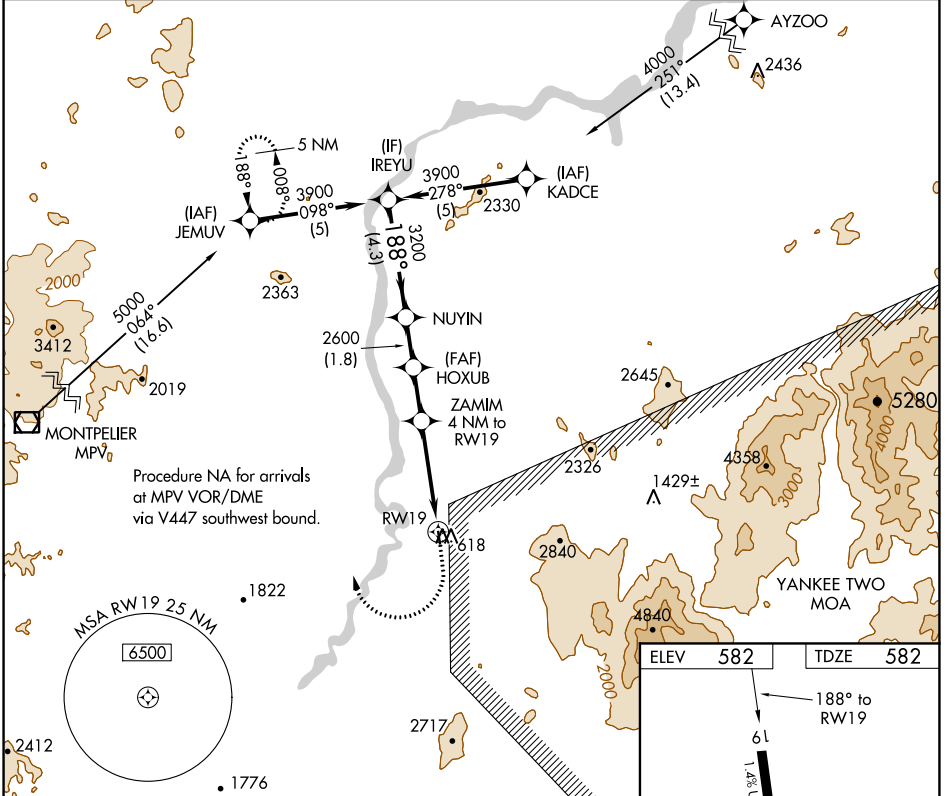 AYZOO
2436
4000
251°
(13.4)
5 NM
188°
008°
(IF)
IREYU
(IAF)
JEMUV
3900
098°
(5)
3900
278°
(5)
2330
(IAF)
KADCE
3200
188°
(4.3)
2000
5000
064°
(16.6)
3412
2019
2363
NUYIN
2600
(1.8)
(FAF)
HOXUB
ZAMIM
4 NM to
RW19
MONTPELIER
MPV
Procedure NA for arrivals
at MPV VOR/DME
via V447 southwest bound.
2645
5280
4000
4358
3000
2326
1429±
RW19
618
2840
YANKEE TWO
MOA
1822
MSA RW19 25 NM
6500
4840
2000
2717
2412
1776
ELEV 582
TDZE 582
188° to
RW19
19
1.4%